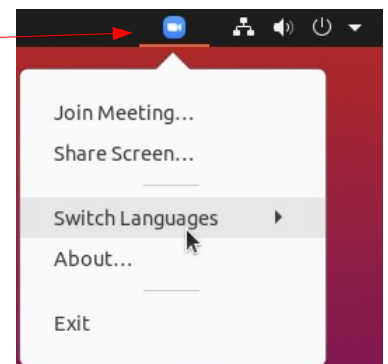 Join Meeting...
Share Screen...
Switch Languages
About...
Exit